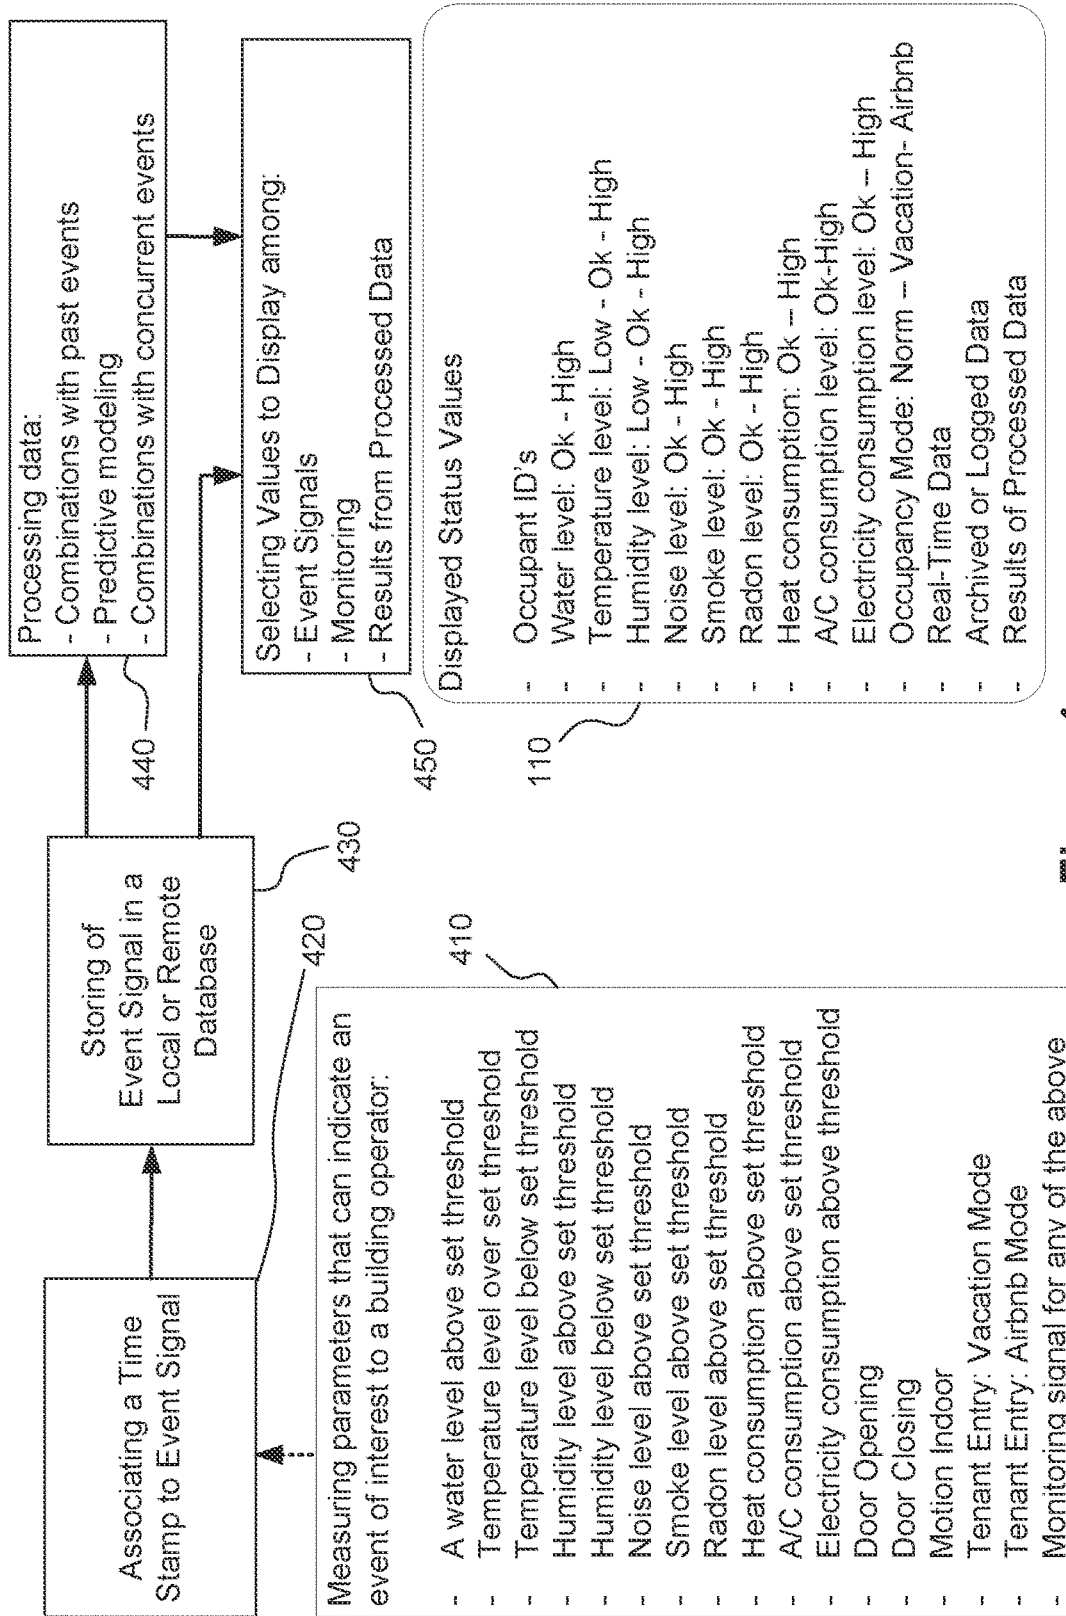 Associating a Time
Stamp to Event Signal
420
Storing of
Event Signal in a
Local or Remote
Database
430
Processing data:
- Combinations with past events
- Predictive modeling
- Combinations with concurrent events
440
Selecting Values to Display among:
- Event Signals
- Monitoring
- Results from Processed Data
450
Measuring parameters that can indicate an
event of interest to a building operator:
- A water level above set threshold
- Temperature level over set threshold
- Temperature level below set threshold
- Humidity level above set threshold
- Humidity level below set threshold
- Noise level above set threshold
- Smoke level above set threshold
- Radon level above set threshold
- Heat consumption above set threshold
- A/C consumption above set threshold
- Electricity consumption above threshold
- Door Opening
- Door Closing
- Motion Indoor
- Tenant Entry: Vacation Mode
- Tenant Entry: Airbnb Mode
- Monitoring signal for any of the above
410
Displayed Status Values
- Occupant ID's
- Water level: Ok - High
- Temperature level: Low - Ok - High
- Humidity level: Low - Ok - High
- Noise level: Ok - High
- Smoke level: Ok - High
- Radon level: Ok - High
- Heat consumption: Ok – High
- A/C consumption level: Ok-High
- Electricity consumption level: Ok – High
- Occupancy Mode: Norm – Vacation- Airbnb
- Real-Time Data
- Archived or Logged Data
- Results of Processed Data
110